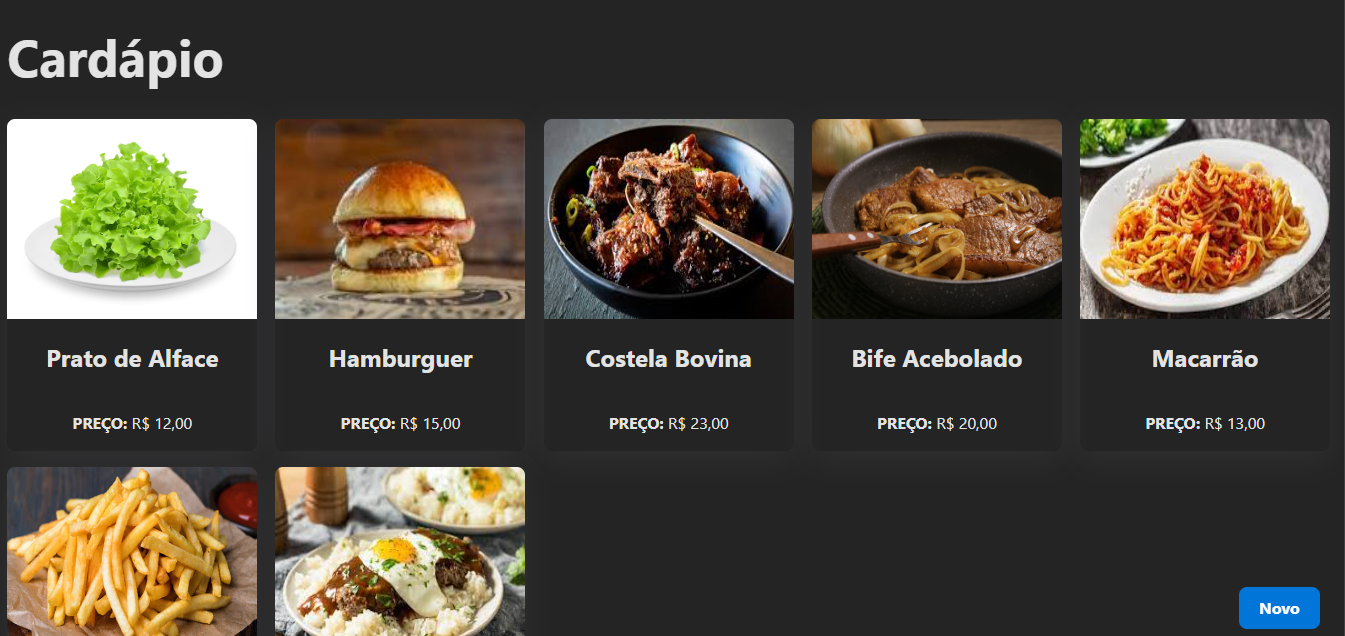 Cardápio
Prato de Alface
Hamburguer
Costela Bovina
Bife Acebolado
Macarrão
PREÇO: R$ 12,00
PREÇO: R$ 15,00
PREÇO: R$ 23,00
PREÇO: R$ 20,00
PREÇO: R$ 13,00
Novo